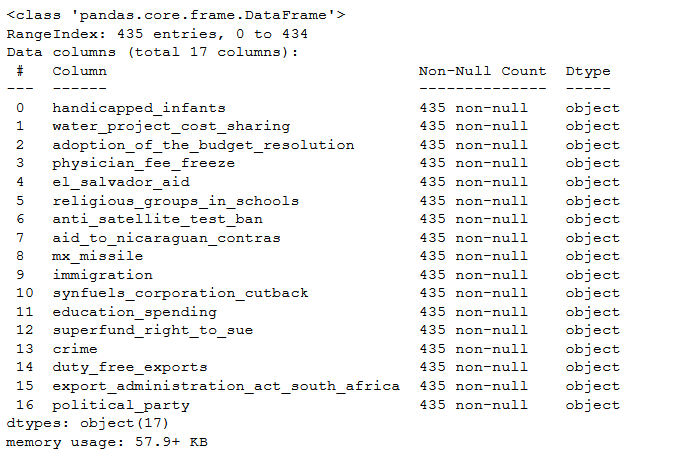 <class 'pandas.core.frame.DataFrame'>
RangeIndex: 435 entries, 0 to 434
Data columns (total 17 columns):
 #   Column                                  Non-Null Count  Dtype
---  ------                                  --------------  -----
 0   handicapped_infants                     435 non-null    object
 1   water_project_cost_sharing              435 non-null    object
 2   adoption_of_the_budget_resolution       435 non-null    object
 3   physician_fee_freeze                    435 non-null    object
 4   el_salvador_aid                         435 non-null    object
 5   religious_groups_in_schools             435 non-null    object
 6   anti_satellite_test_ban                 435 non-null    object
 7   aid_to_nicaraguan_contras               435 non-null    object
 8   mx_missile                              435 non-null    object
 9   immigration                             435 non-null    object
 10  synfuels_corporation_cutback            435 non-null    object
 11  education_spending                      435 non-null    object
 12  superfund_right_to_sue                  435 non-null    object
 13  crime                                   435 non-null    object
 14  duty_free_exports                       435 non-null    object
 15  export_administration_act_south_africa  435 non-null    object
 16  political_party                         435 non-null    object
dtypes: object(17)
memory usage: 57.9+ KB